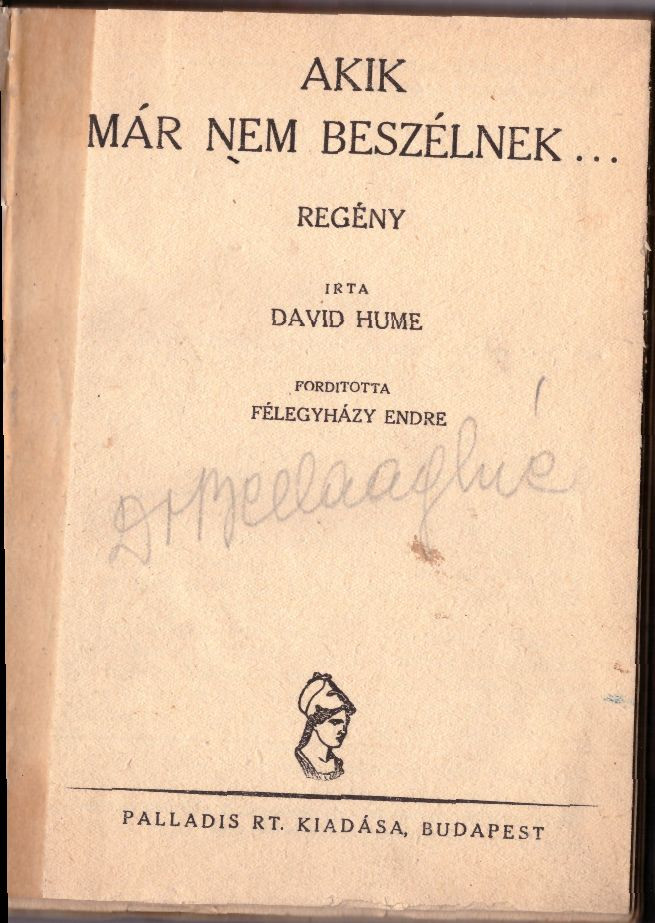 AKIK
MÁR NEM BESZÉLNEK...
REGÉNY
IRTA
DAVID HUME
FORDITOTTA
FÉLEGYHÁZY ENDRE
PALLADIS RT. KIADÁSA, BUDAPEST